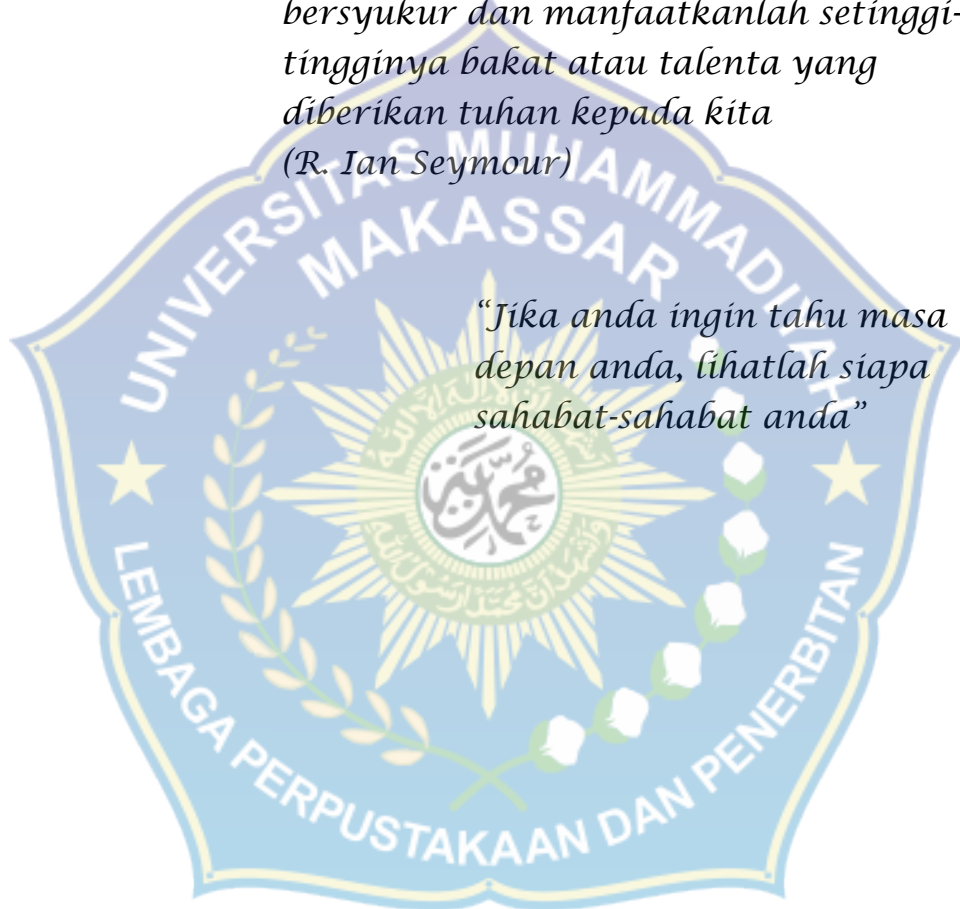 bersyukur dan manfaatkanlah setinggi-
tingginya bakat atau talenta yang
diberikan tuhan kepada kita
(R. Ian Seymour)
UNIVERSITAS MUHAMMADIYAH
MAKASSAR
“Jika anda ingin tahu masa
depan anda, lihatlah siapa
sahabat-sahabat anda”
محمد
LEMBAGA PERPUSTAKAAN DAN PENERBITAN